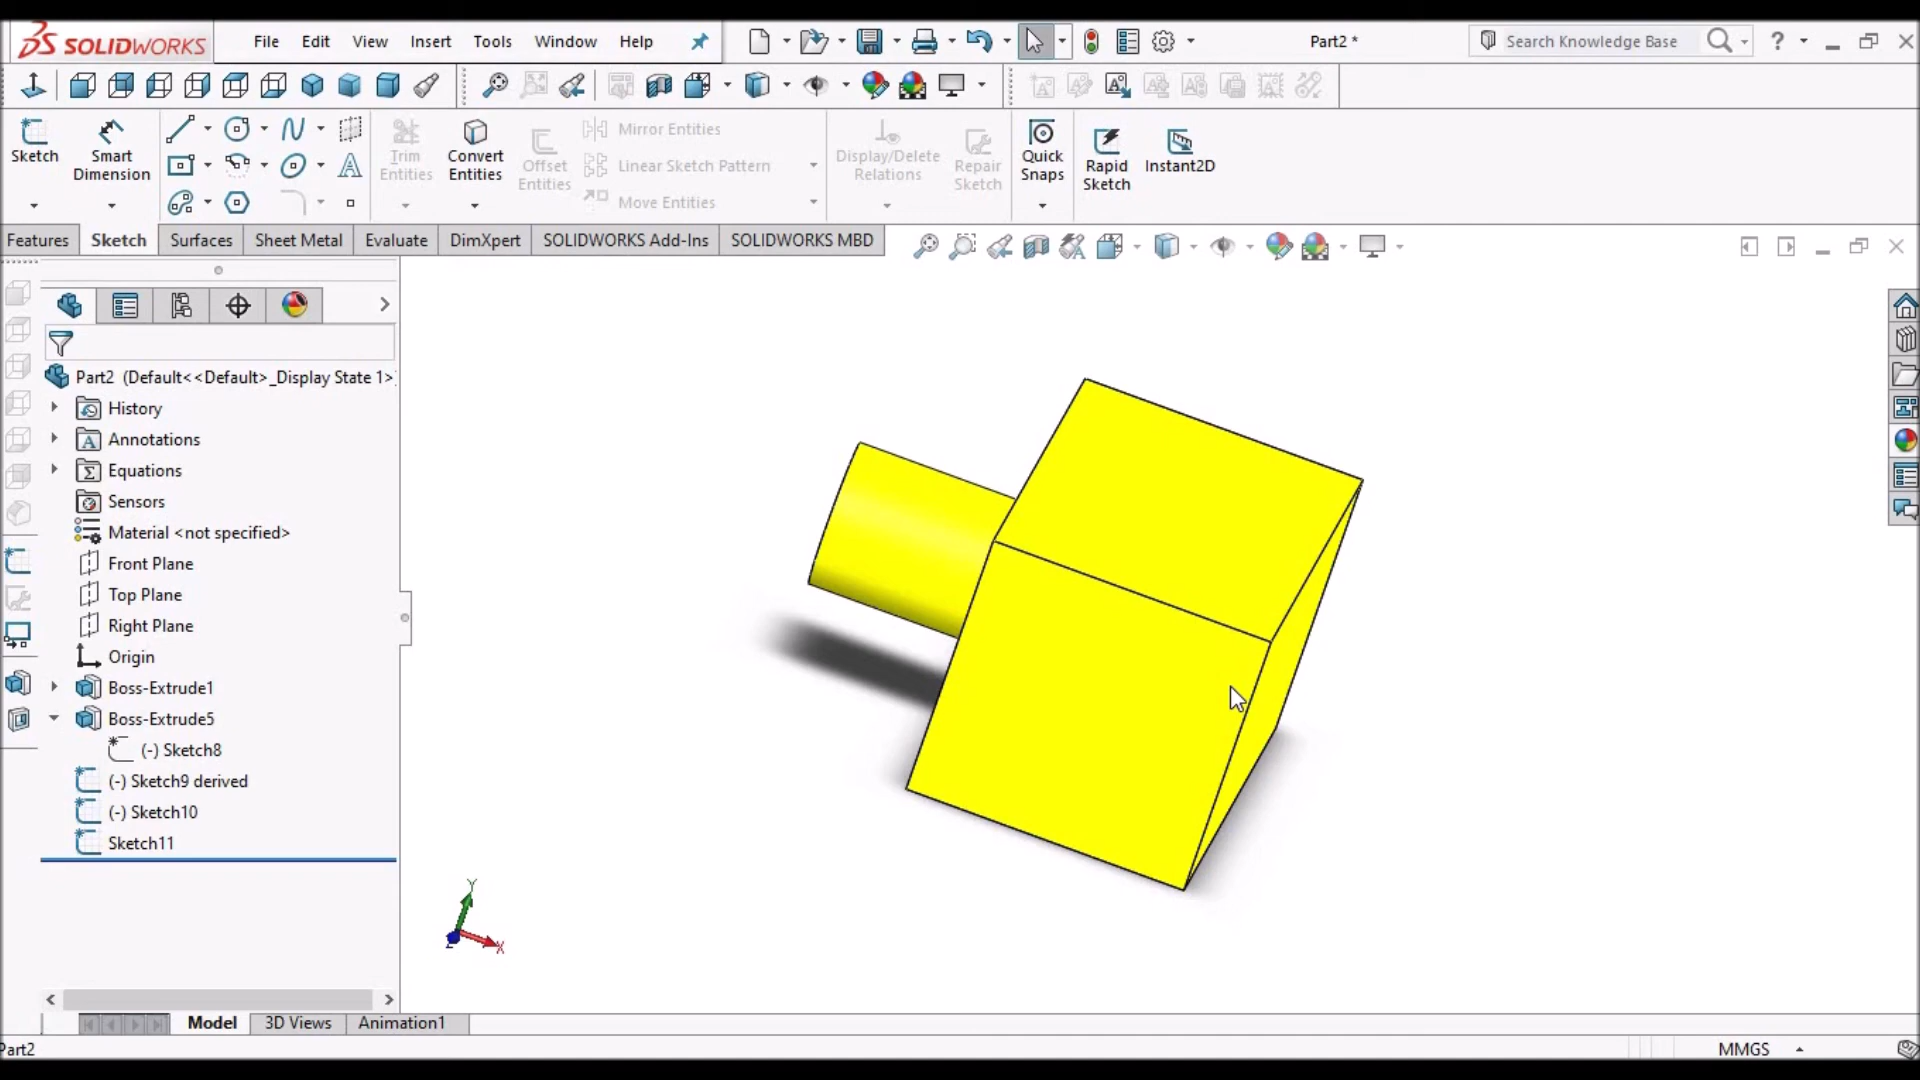 SOLIDWORKS File Edit View Insert Tools Window Help Part2 * Search Knowledge Base ?
Sketch
Smart
Dimension
Trim
Entities
Convert
Entities
Offset
Entities
Mirror Entities
Linear Sketch Pattern
Move Entities
Display/Delete
Relations
Repair
Sketch
Quick
Snaps
Rapid
Sketch
Instant2D
Features Sketch Surfaces Sheet Metal Evaluate DimXpert SOLIDWORKS Add-Ins SOLIDWORKS MBD
Part2 (Default<<Default>_Display State 1>
History
Annotations
Equations
Sensors
Material <not specified>
Front Plane
Top Plane
Right Plane
Origin
Boss-Extrude1
Boss-Extrude5
(-) Sketch8
(-) Sketch9 derived
(-) Sketch10
Sketch11
Y
X
Z
Model 3D Views Animation1
Part2 MMGS